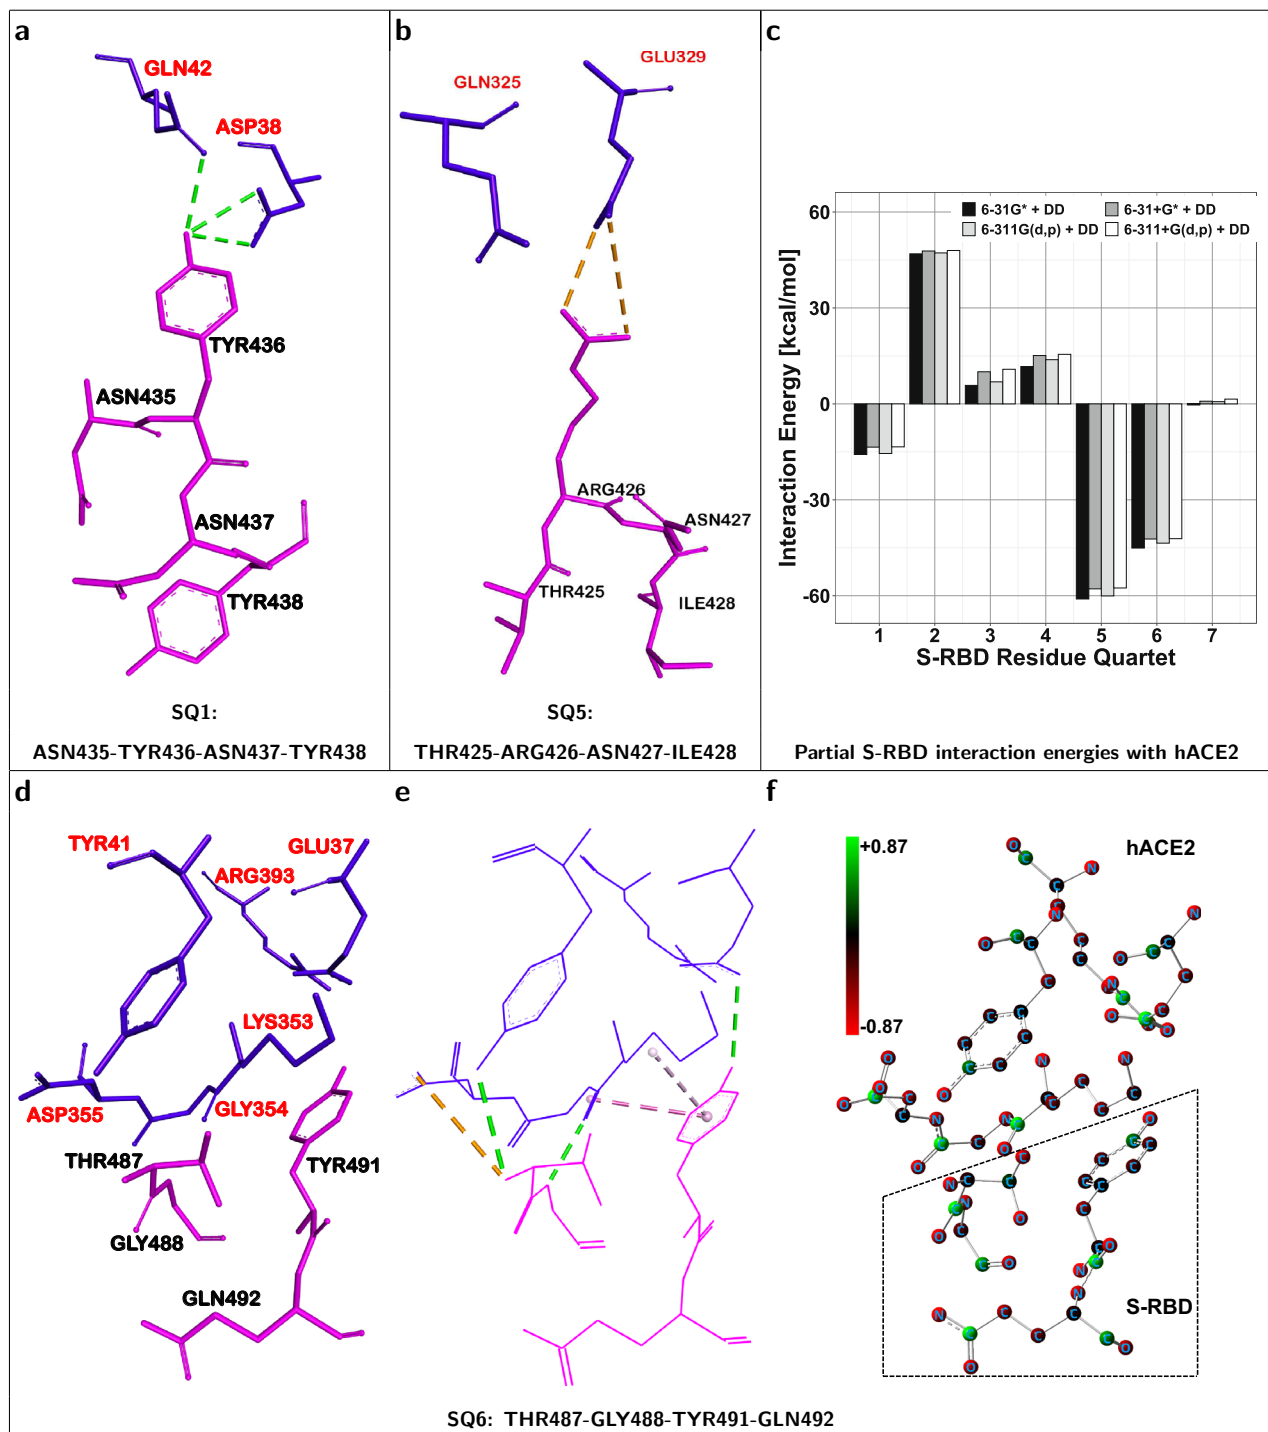 a
GLN42
ASP38
TYR436
ASN435
ASN437
TYR438
SQ1:
ASN435-TYR436-ASN437-TYR438
b
GLU329
GLN325
ARG426
ASN427
THR425
ILE428
SQ5:
THR425-ARG426-ASN427-ILE428
c
6-31G* + DD
6-31+G* + DD
6-311G(d,p) + DD
6-311+G(d,p) + DD
Interaction Energy [kcal/mol]
60
30
0
-30
-60
1 2 3 4 5 6 7
S-RBD Residue Quartet
Partial S-RBD interaction energies with hACE2
d
TYR41
GLU37
ARG393
LYS353
ASP355
GLY354
THR487
TYR491
GLY488
GLN492
e
f
+0.87
-0.87
hACE2
S-RBD
SQ6: THR487-GLY488-TYR491-GLN492